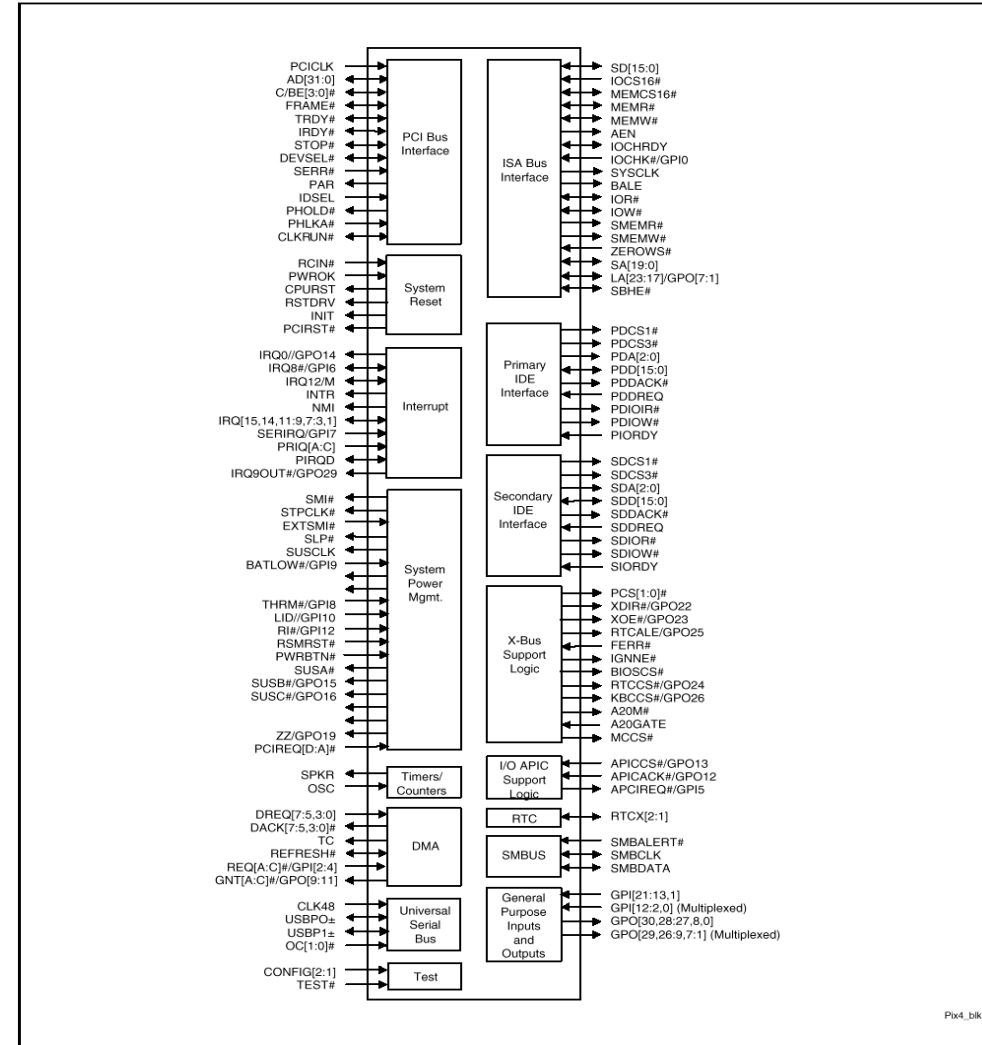 PCICLK
AD[31:0]
C/BE[3:0]#
FRAME#
TRDY#
IRDY#
STOP#
DEVSEL#
SERR#
PAR
IDSEL
PHOLD#
PHLKA#
CLKRUN#
PCI Bus
Interface
RCIN#
PWROK
CPURST
RSTDRV
INIT
PCIRST#
System
Reset
IRQ0//GPO14
IRQ8#/GPI6
IRQ12/M
INTR
NMI
IRQ[15,14,11:9,7:3,1]
SERIRQ/GPI7
PRIQ[A:C]
PIRQD
IRQ9OUT#/GPO29
Interrupt
SMI#
STPCLK#
EXTSMI#
SLP#
SUSCLK
BATLOW#/GPI9
THRM#/GPI8
LID//GPI10
RI#/GPI12
RSMRST#
PWRBTN#
SUSA#
SUSB#/GPO15
SUSC#/GPO16
ZZ/GPO19
PCIREQ[D:A]#
System
Power
Mgmt.
SPKR
OSC
Timers/
Counters
DREQ[7:5,3:0]
DACK[7:5,3:0]#
TC
REFRESH#
REQ[A:C]#/GPI[2:4]
GNT[A:C]#/GPO[9:11]
DMA
CLK48
USBPO±
USBP1±
OC[1:0]#
Universal
Serial
Bus
CONFIG[2:1]
TEST#
Test
ISA Bus
Interface
SD[15:0]
IOCS16#
MEMCS16#
MEMR#
MEMW#
AEN
IOCHRDY
IOCHK#/GPI0
SYSCLK
BALE
IOR#
IOW#
SMEMR#
SMEMW#
ZEROWS#
SA[19:0]
LA[23:17]/GPO[7:1]
SBHE#
Primary
IDE
Interface
PDCS1#
PDCS3#
PDA[2:0]
PDD[15:0]
PDDACK#
PDDREQ
PDIOIR#
PDIOW#
PIORDY
Secondary
IDE
Interface
SDCS1#
SDCS3#
SDA[2:0]
SDD[15:0]
SDDACK#
SDDREQ
SDIOR#
SDIOW#
SIORDY
X-Bus
Support
Logic
PCS[1:0]#
XDIR#/GPO22
XOE#/GPO23
RTCALE/GPO25
FERR#
IGNNE#
BIOSCS#
RTCCS#/GPO24
KBCCS#/GPO26
A20M#
A20GATE
MCCS#
I/O APIC
Support
Logic
APICCS#/GPO13
APICACK#/GPO12
APCIREQ#/GPI5
RTC
RTCX[2:1]
SMBUS
SMBALERT#
SMBCLK
SMBDATA
General
Purpose
Inputs
and
Outputs
GPI[21:13,1]
GPI[12:2,0] (Multiplexed)
GPO[30,28:27,8,0]
GPO[29,26:9,7:1] (Multiplexed)
Pix4_blk